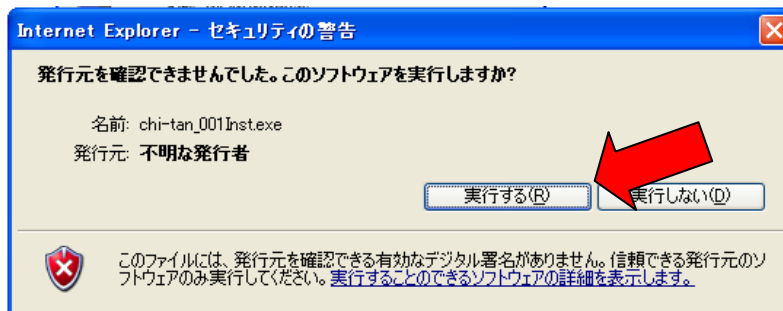 Internet Explorer - セキュリティの警告
発行元を確認できませんでした。このソフトウェアを実行しますか?
名前: chi-tan_001Inst.exe
発行元: 不明な発行者
実行する(R) 実行しない(D)
このファイルには、発行元を確認できる有効なデジタル署名がありません。信頼できる発行元のソ
フトウェアのみ実行してください。実行することのできるソフトウェアの詳細を表示します。